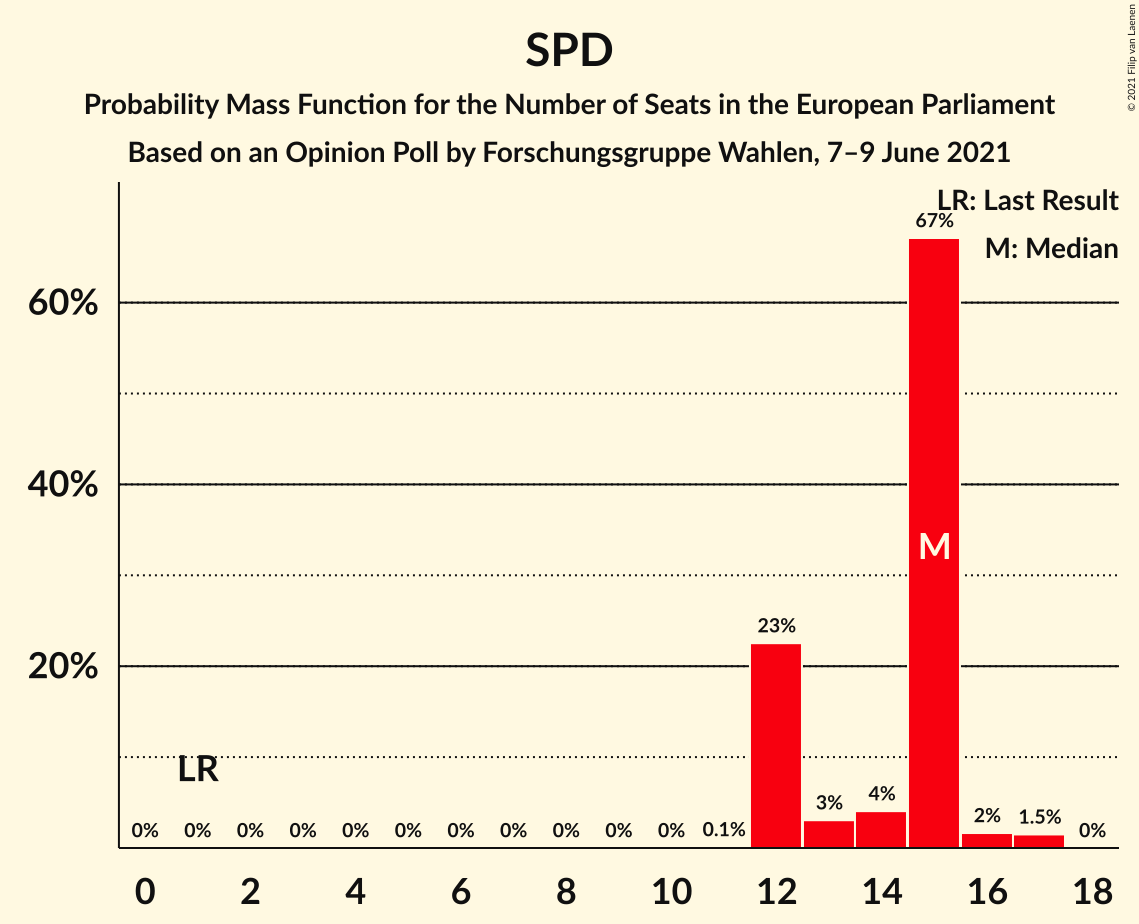 SPD
Probability Mass Function for the Number of Seats in the European Parliament
Based on an Opinion Poll by Forschungsgruppe Wahlen, 7–9 June 2021
© 2021 Filip van Laenen
LR: Last Result
M: Median
67%
60%
40%
M
23%
20%
LR
0% 0% 0% 0% 0% 0% 0% 0% 0% 0% 0% 0.1% 3% 4% 2% 1.5% 0%
0 2 4 6 8 10 12 14 16 18